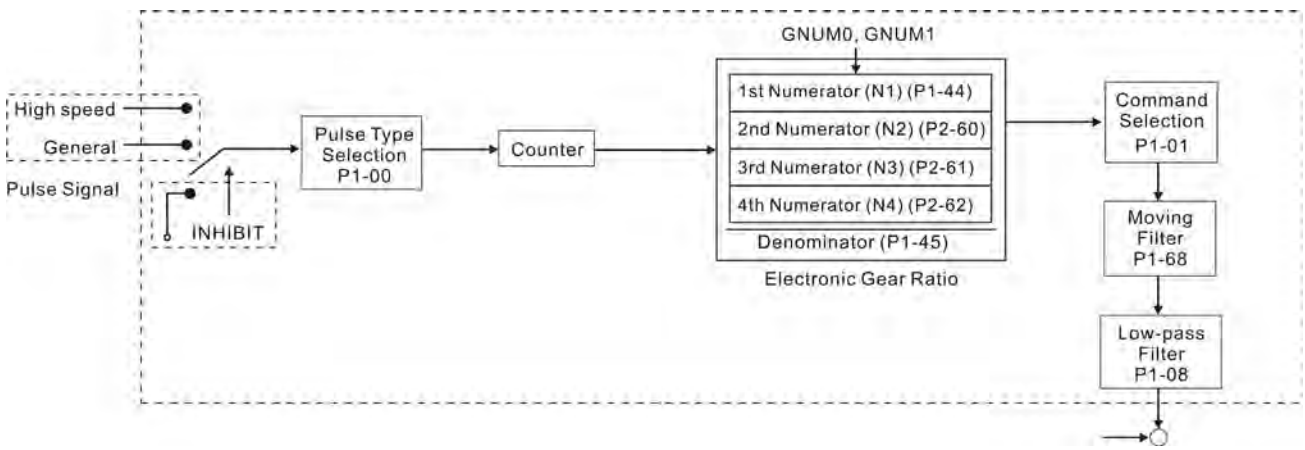 GNUM0, GNUM1
High speed
General
Pulse Signal
INHIBIT
Pulse Type
Selection
P1-00
Counter
1st Numerator (N1) (P1-44)
2nd Numerator (N2) (P2-60)
3rd Numerator (N3) (P2-61)
4th Numerator (N4) (P2-62)
Denominator (P1-45)
Electronic Gear Ratio
Command
Selection
P1-01
Moving
Filter
P1-68
Low-pass
Filter
P1-08